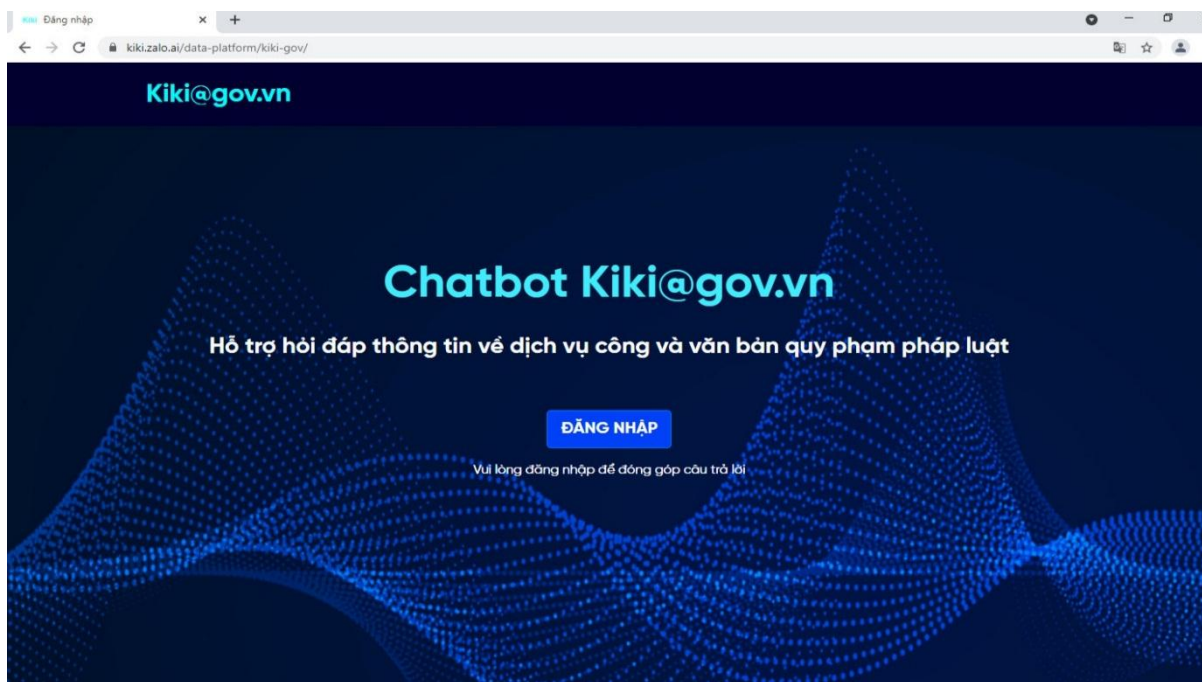 Kiki Đăng nhập
kiki.zalo.ai/data-platform/kiki-gov/
Kiki@gov.vn
Chatbot Kiki@gov.vn
Hỗ trợ hỏi đáp thông tin về dịch vụ công và văn bản quy phạm pháp luật
ĐĂNG NHẬP
Vui lòng đăng nhập để đóng góp câu trả lời